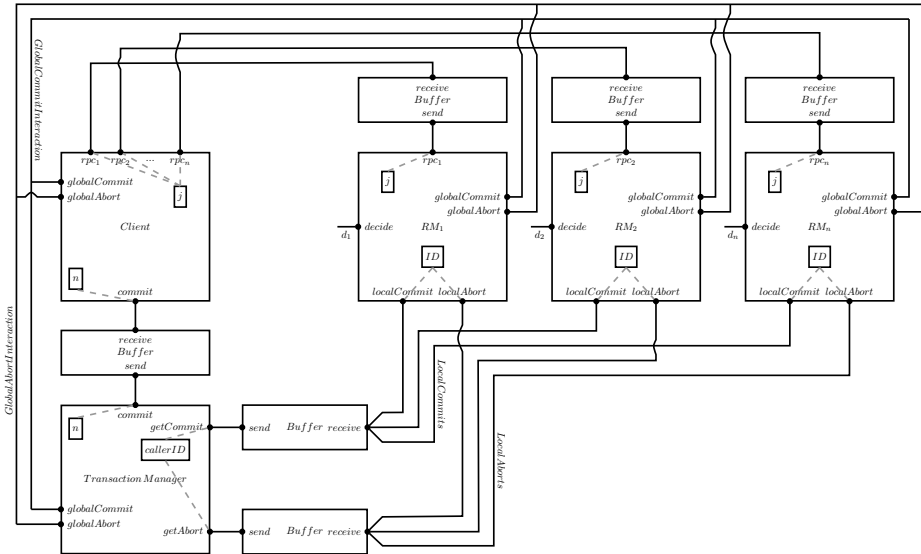 GlobalCommitInteraction
GlobalAbortInteraction
receive
Buffer
send
receive
Buffer
send
receive
Buffer
send
rpc1 rpc2 ... rpcn
j
globalCommit
globalAbort
Client
n
commit
rpc1
j
globalCommit
globalAbort
d1
decide
RM1
ID
localCommit localAbort
rpc2
j
globalCommit
globalAbort
d2
decide
RM2
ID
localCommit localAbort
rpcn
j
globalCommit
globalAbort
dn
decide
RMn
ID
localCommit localAbort
receive
Buffer
send
commit
n
getCommit
callerID
TransactionManager
globalCommit
globalAbort
getAbort
send Buffer receive
send Buffer receive
LocalCommits
LocalAborts